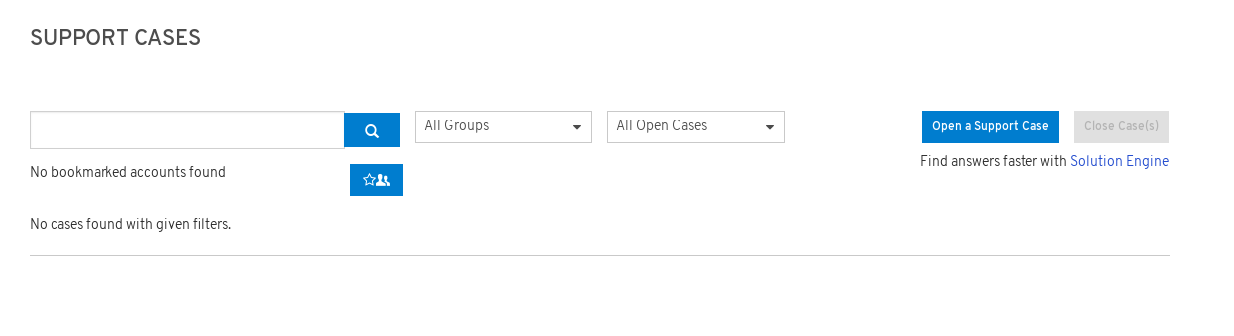 SUPPORT CASES
All Groups
All Open Cases
Open a Support Case
Close Case(s)
Find answers faster with Solution Engine
No bookmarked accounts found
No cases found with given filters.